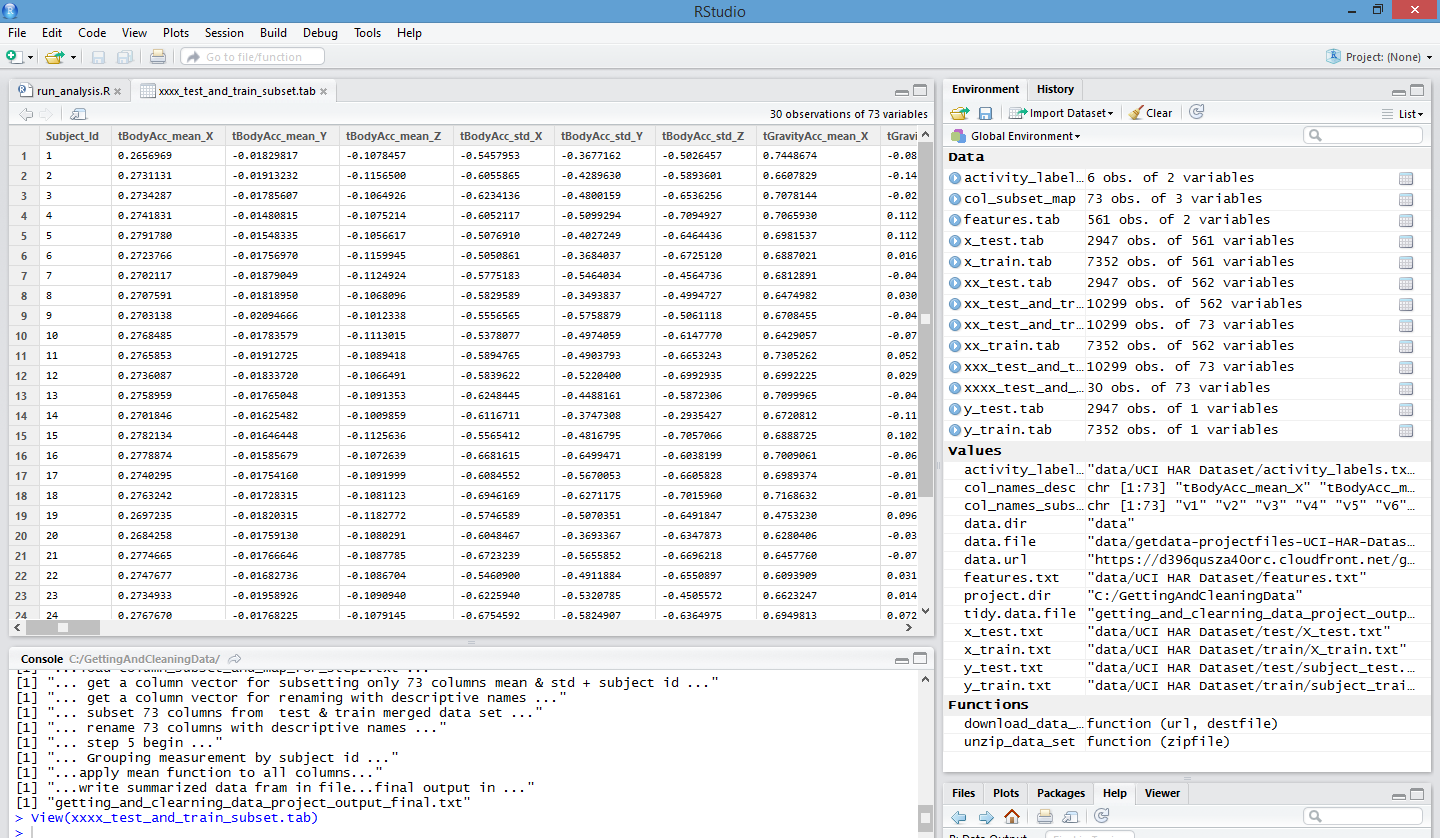 RStudio
File Edit Code View Plots Session Build Debug Tools Help
Go to file/function
Project: (None)
run_analysis.R
xxxx_test_and_train_subset.tab
30 observations of 73 variables
Subject_Id tBodyAcc_mean_X tBodyAcc_mean_Y tBodyAcc_mean_Z tBodyAcc_std_X tBodyAcc_std_Y tBodyAcc_std_Z tGravityAcc_mean_X tGravi
1 1 0.2656969 -0.01829817 -0.1078457 -0.5457953 -0.3677162 -0.5026457 0.7448674 -0.08
2 2 0.2731131 -0.01913232 -0.1156500 -0.6055865 -0.4289630 -0.5893601 0.6607829 -0.14
3 3 0.2734287 -0.01785607 -0.1064926 -0.6234136 -0.4800159 -0.6536256 0.7078144 -0.02
4 4 0.2741831 -0.01480815 -0.1075214 -0.6052117 -0.5099294 -0.7094927 0.7065930 0.112
5 5 0.2791780 -0.01548335 -0.1056617 -0.5076910 -0.4027249 -0.6464436 0.6981537 0.112
6 6 0.2723766 -0.01756970 -0.1159945 -0.5050861 -0.3684037 -0.6725120 0.6887021 0.016
7 7 0.2702117 -0.01879049 -0.1124924 -0.5775183 -0.5464034 -0.4564736 0.6812891 -0.04
8 8 0.2707591 -0.01818950 -0.1068096 -0.5829589 -0.3493837 -0.4994727 0.6474982 0.030
9 9 0.2703138 -0.02094666 -0.1012338 -0.5556565 -0.5758879 -0.5061118 0.6708455 -0.04
10 10 0.2768485 -0.01783579 -0.1113015 -0.5378077 -0.4974059 -0.6147770 0.6429057 -0.07
11 11 0.2765853 -0.01912725 -0.1089418 -0.5894765 -0.4903793 -0.6653243 0.7305262 0.052
12 12 0.2736087 -0.01833720 -0.1066491 -0.5839622 -0.5220400 -0.6992935 0.6992225 0.029
13 13 0.2758959 -0.01765048 -0.1091353 -0.6248445 -0.4488161 -0.5872306 0.7099965 -0.04
14 14 0.2701846 -0.01625482 -0.1009859 -0.6116711 -0.3747308 -0.2935427 0.6720812 -0.11
15 15 0.2782134 -0.01646448 -0.1125636 -0.5565412 -0.4816795 -0.7057066 0.6888725 0.102
16 16 0.2778874 -0.01585679 -0.1072639 -0.6681615 -0.6499471 -0.6038199 0.7009061 -0.06
17 17 0.2740295 -0.01754160 -0.1091999 -0.6084552 -0.5670053 -0.6605828 0.6989374 -0.01
18 18 0.2763242 -0.01728315 -0.1081123 -0.6946169 -0.6271175 -0.7015960 0.7168632 -0.01
19 19 0.2697235 -0.01820315 -0.1182772 -0.5746589 -0.5070351 -0.6491847 0.4753230 0.096
20 20 0.2684258 -0.01759130 -0.1080291 -0.6048467 -0.3693367 -0.6347873 0.6280406 -0.03
21 21 0.2774665 -0.01766646 -0.1087785 -0.6723239 -0.5655852 -0.6696218 0.6457760 -0.07
22 22 0.2747677 -0.01682736 -0.1086704 -0.5460900 -0.4911884 -0.6550897 0.6093909 0.031
23 23 0.2734933 -0.01958926 -0.1090940 -0.6225940 -0.5320785 -0.4505572 0.6623247 0.014
24 24 0.2767670 -0.01768225 -0.1079145 -0.6754592 -0.5824907 -0.6364975 0.6949813 0.072
Console C:/GettingAndCleaningData/
[1] "...load column_subset_and_map_for_step2.txt ..."
[1] "... get a column vector for subsetting only 73 columns mean & std + subject id ..."
[1] "... get a column vector for renaming with descriptive names ..."
[1] "... subset 73 columns from  test & train merged data set ..."
[1] "... rename 73 columns with descriptive names ..."
[1] "... step 5 begin ..."
[1] "... Grouping measurement by subject id ..."
[1] "...apply mean function to all columns..."
[1] "...write summarized data fram in file...final output in ..."
[1] "getting_and_clearning_data_project_output_final.txt"
> View(xxxx_test_and_train_subset.tab)
>
Environment History
Import Dataset Clear List
Global Environment
Data
activity_label… 6 obs. of 2 variables
col_subset_map 73 obs. of 3 variables
features.tab 561 obs. of 2 variables
x_test.tab 2947 obs. of 561 variables
x_train.tab 7352 obs. of 561 variables
xx_test.tab 2947 obs. of 562 variables
xx_test_and_tr… 10299 obs. of 562 variables
xx_test_and_tr… 10299 obs. of 73 variables
xx_train.tab 7352 obs. of 562 variables
xxx_test_and_t… 10299 obs. of 73 variables
xxxx_test_and_… 30 obs. of 73 variables
y_test.tab 2947 obs. of 1 variables
y_train.tab 7352 obs. of 1 variables
Values
activity_label… "data/UCI HAR Dataset/activity_labels.tx…
col_names_desc chr [1:73] "tBodyAcc_mean_X" "tBodyAcc_m…
col_names_subs… chr [1:73] "V1" "V2" "V3" "V4" "V5" "V6"…
data.dir "data"
data.file "data/getdata-projectfiles-UCI-HAR-Datas…
data.url "https://d396qusza40orc.cloudfront.net/g…
features.txt "data/UCI HAR Dataset/features.txt"
project.dir "C:/GettingAndCleaningData"
tidy.data.file "getting_and_clearning_data_project_outp…
x_test.txt "data/UCI HAR Dataset/test/X_test.txt"
x_train.txt "data/UCI HAR Dataset/train/X_train.txt"
y_test.txt "data/UCI HAR Dataset/test/subject_test.…
y_train.txt "data/UCI HAR Dataset/train/subject_trai…
Functions
download_data_… function (url, destfile)
unzip_data_set function (zipfile)
Files Plots Packages Help Viewer
R: Data Output